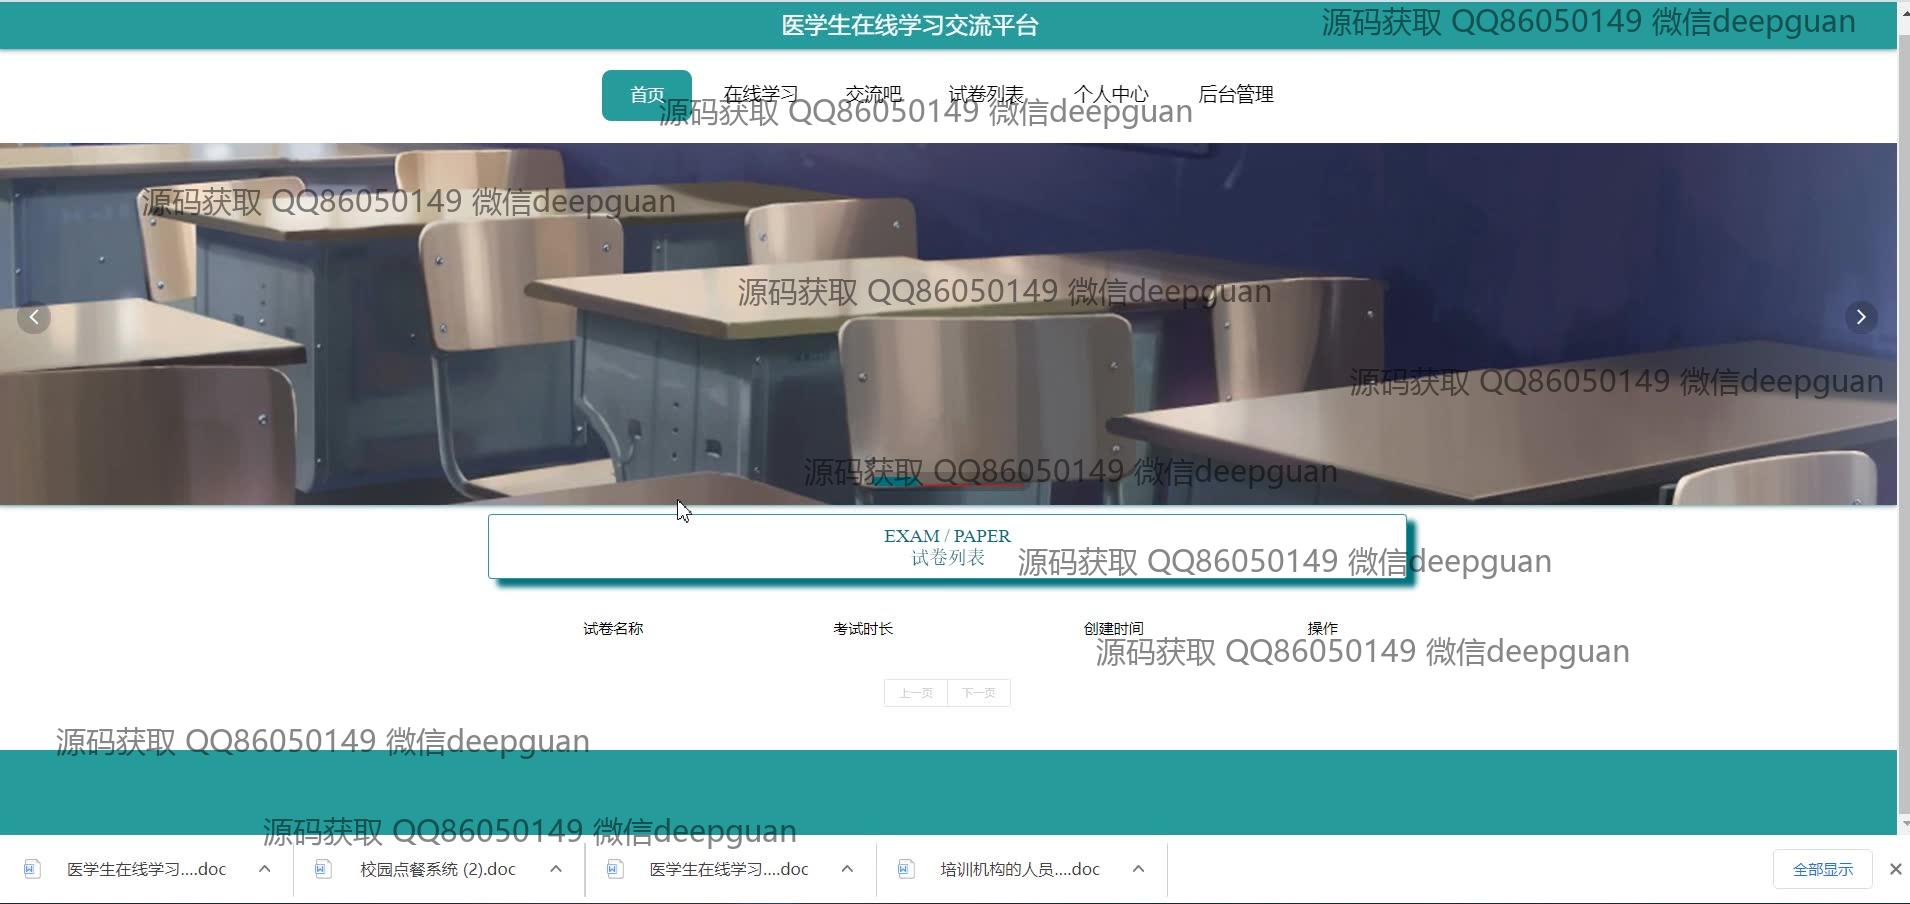 医学生在线学习交流平台
源码获取 QQ86050149 微信deepguan
首页 在线学习 交流吧 试卷列表 个人中心 后台管理
源码获取 QQ86050149 微信deepguan
源码获取 QQ86050149 微信deepguan
源码获取 QQ86050149 微信deepguan
源码获取 QQ86050149 微信deepguan
源码获取 QQ86050149 微信deepguan
EXAM / PAPER
试卷列表
源码获取 QQ86050149 微信deepguan
试卷名称 考试时长 创建时间 操作
源码获取 QQ86050149 微信deepguan
上一页 下一页
源码获取 QQ86050149 微信deepguan
源码获取 QQ86050149 微信deepguan
医学生在线学习....doc 校园点餐系统 (2).doc 医学生在线学习....doc 培训机构的人员....doc 全部显示